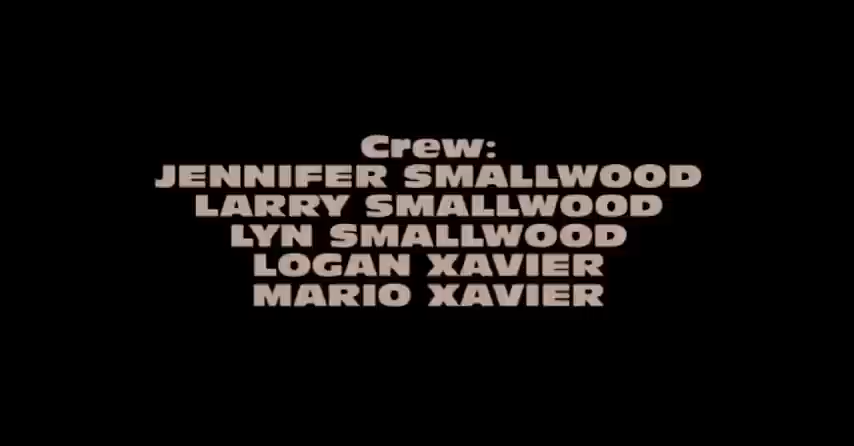 Crew:
JENNIFER SMALLWOOD
LARRY SMALLWOOD
LYN SMALLWOOD
LOGAN XAVIER
MARIO XAVIER